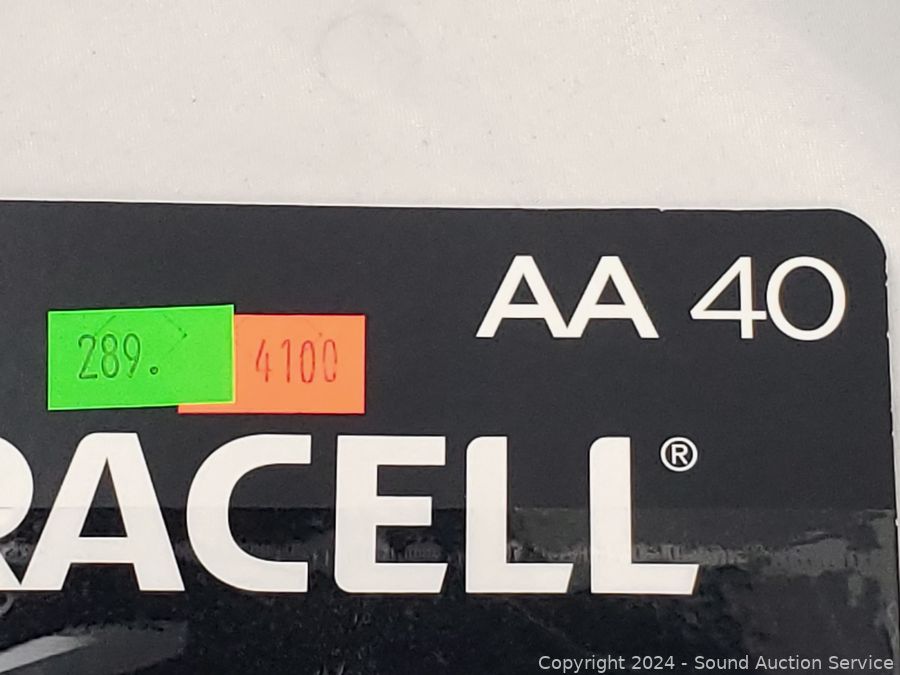 AA 40
289. 4100
RACELL®
Copyright 2024 - Sound Auction Service